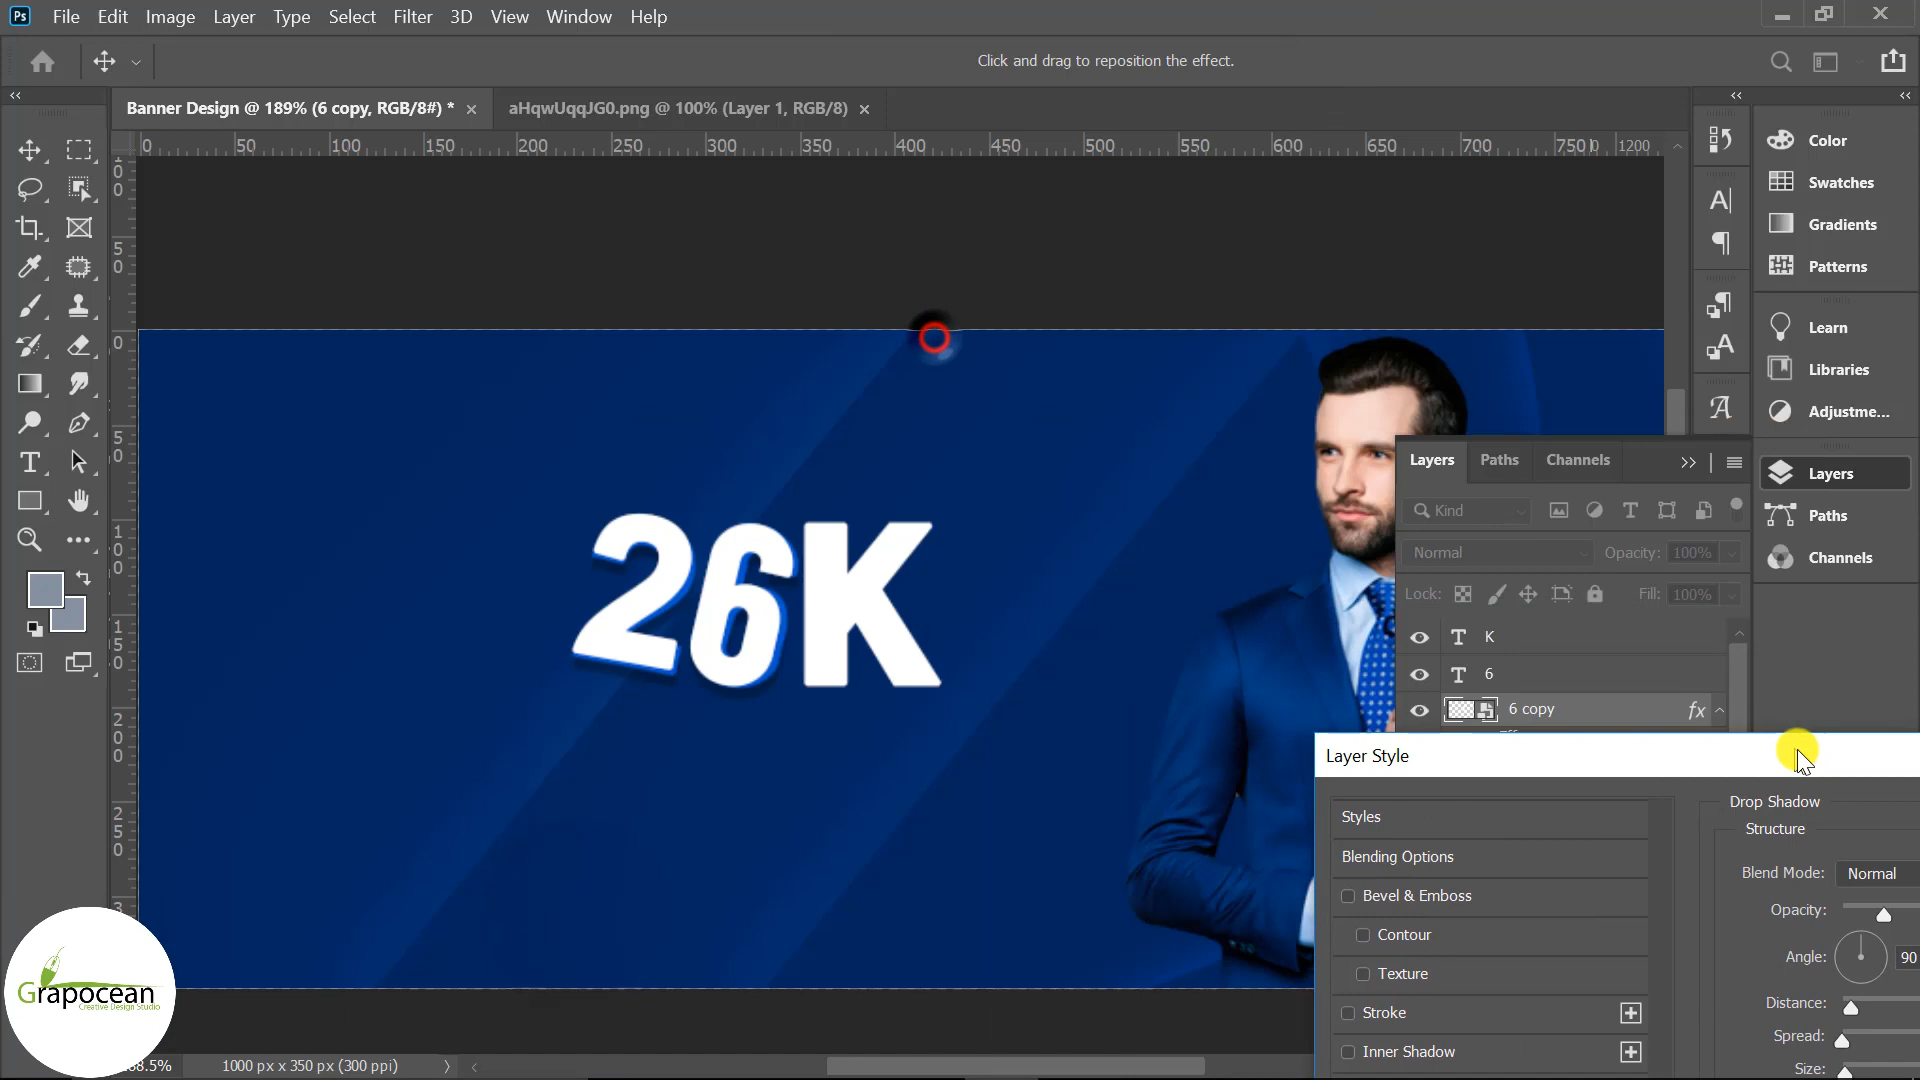 Ps File Edit Image Layer Type Select Filter 3D View Window Help
Click and drag to reposition the effect.
Banner Design @ 189% (6 copy, RGB/8#) *
aHqwUqqJG0.png @ 100% (Layer 1, RGB/8)
0 50 100 150 200 250 300 350 400 450 500 550 600 650 700 750 1200
Color
Swatches
Gradients
Patterns
Learn
Libraries
Adjustme...
Layers
Paths
Channels
26K
Layers Paths Channels
Kind
Normal Opacity: 100%
Lock: Fill: 100%
K
6
6 copy fx
Layer Style
Styles
Blending Options
Bevel & Emboss
Contour
Texture
Stroke
Inner Shadow
Drop Shadow
Structure
Blend Mode: Normal
Opacity:
Angle: 90
Distance:
Spread:
Size:
Grapocean
Creative Design Studio
8.5% 1000 px x 350 px (300 ppi)